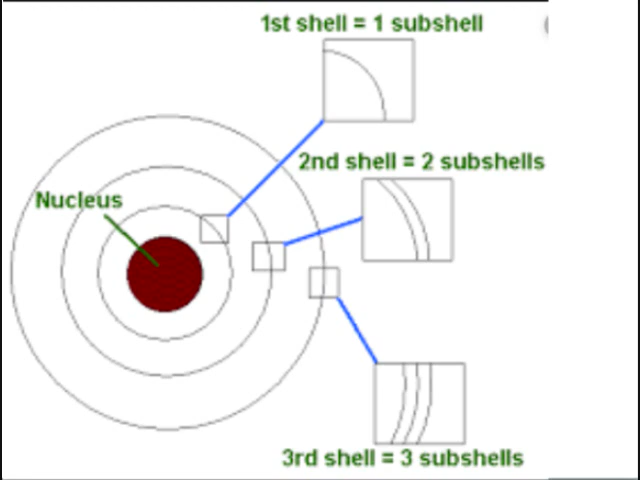 1st shell = 1 subshell
2nd shell = 2 subshells
Nucleus
3rd shell = 3 subshells